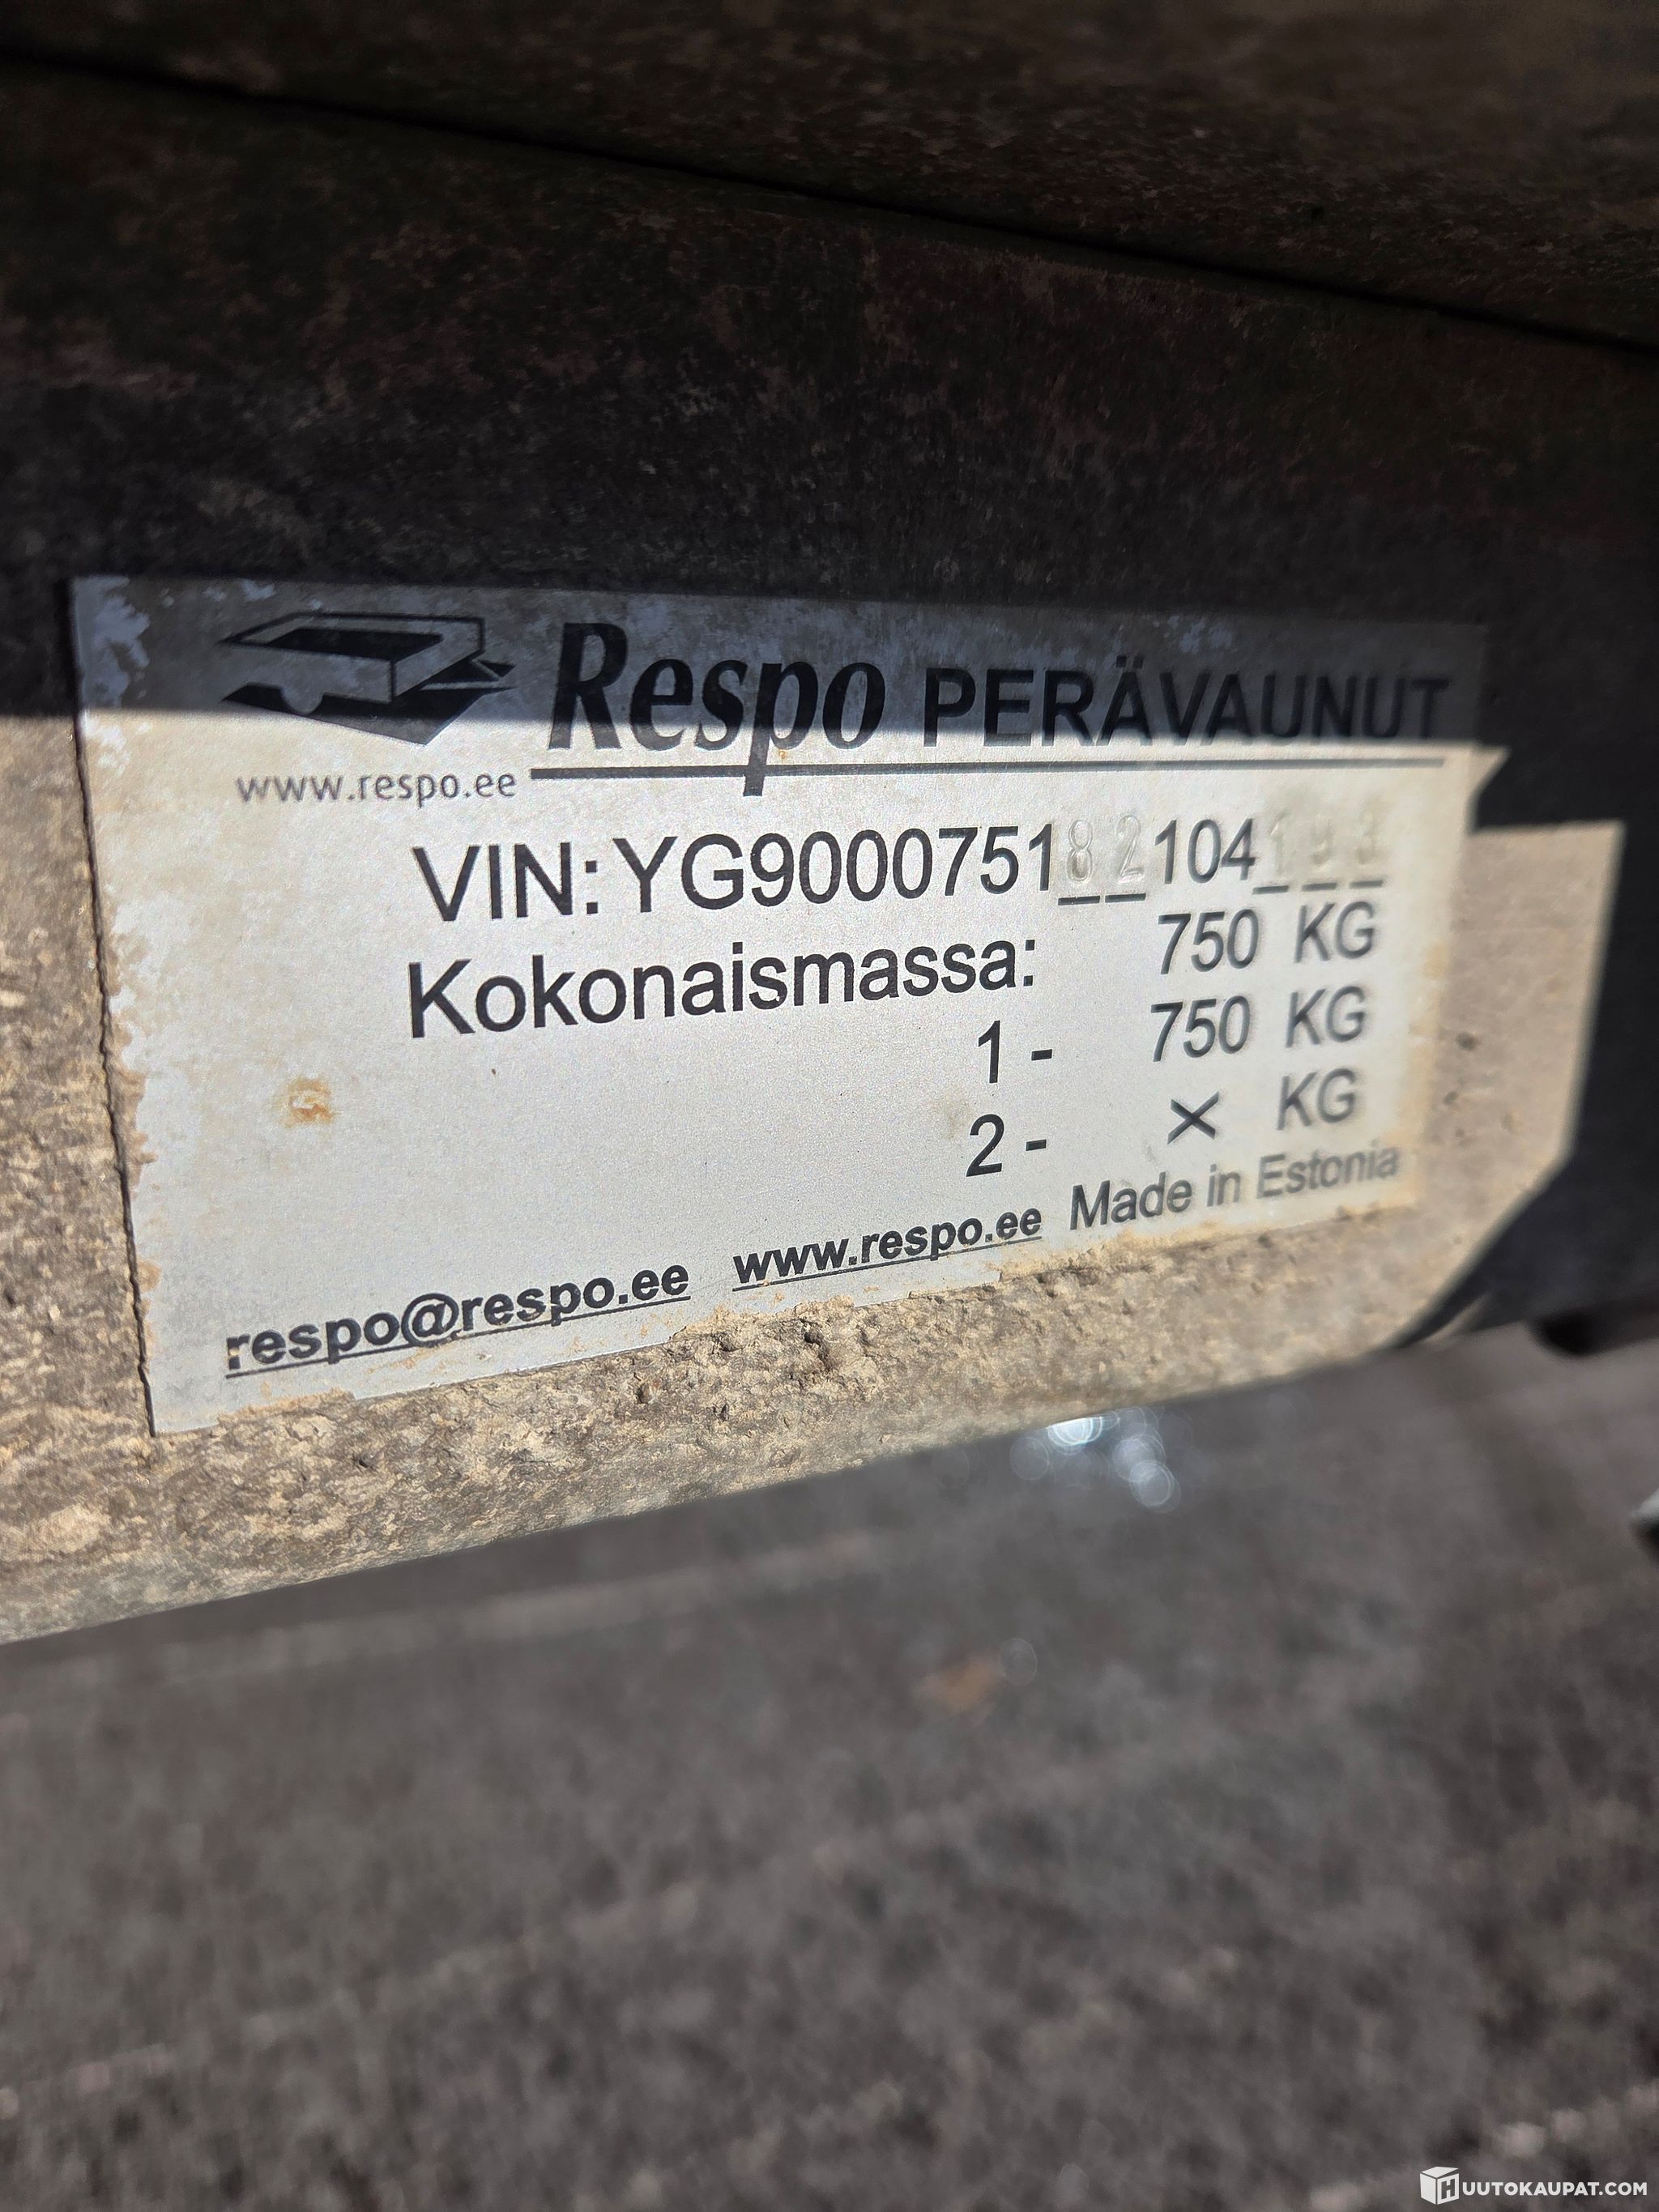 Respo PERÄVAUNUT
www.respo.ee
VIN: YG900075182104
Kokonaismassa: 750 KG
1 - 750 KG
2 - X KG
Made in Estonia
respo@respo.ee www.respo.ee
HUUTOKAUPAT.COM